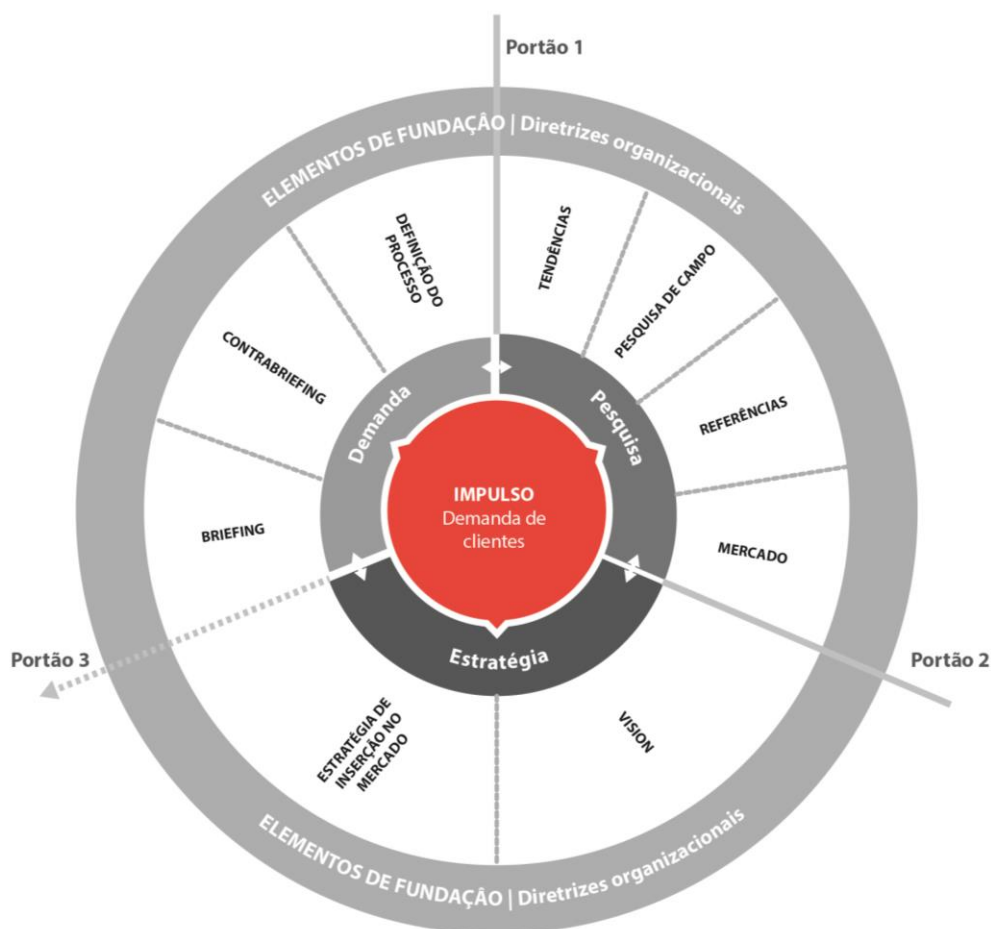 Portão 1
ELEMENTOS DE FUNDAÇÂO | Diretrizes organizacionais
DEFINIÇÃO DO
PROCESSO
TENDÊNCIAS
PESQUISA DE CAMPO
CONTRABRIEFING
REFERÊNCIAS
Demanda
Pesquisa
IMPULSO
Demanda de
clientes
BRIEFING
MERCADO
Estratégia
Portão 3
Portão 2
ESTRATÉGIA DE
INSERÇÃO NO
MERCADO
VISION
ELEMENTOS DE FUNDAÇÂO | Diretrizes organizacionais